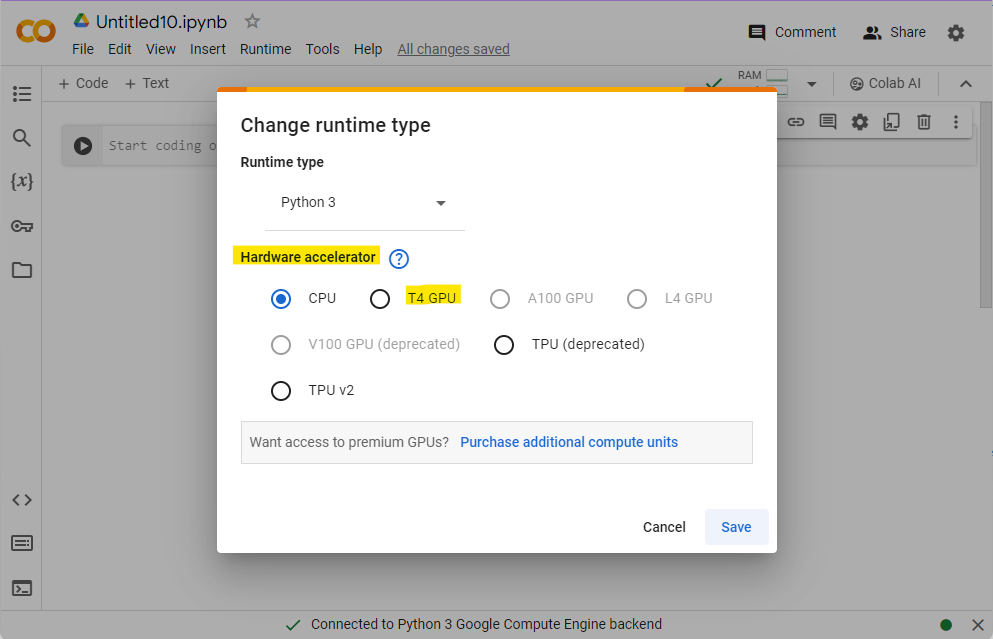 Untitled10.ipynb
File Edit View Insert Runtime Tools Help All changes saved
Comment Share
+ Code + Text
RAM
Colab AI
Start coding o
Change runtime type
Runtime type
Python 3
Hardware accelerator ?
CPU T4 GPU A100 GPU L4 GPU
V100 GPU (deprecated) TPU (deprecated)
TPU v2
Want access to premium GPUs? Purchase additional compute units
Cancel Save
Connected to Python 3 Google Compute Engine backend